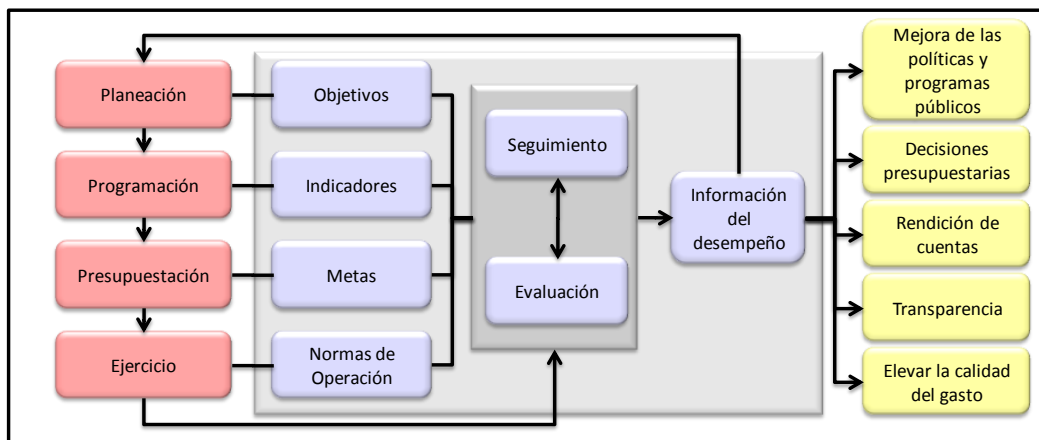 Planeación
Programación
Presupuestación
Ejercicio
Objetivos
Indicadores
Metas
Normas de
Operación
Seguimiento
Evaluación
Información
del
desempeño
Mejora de las
políticas y
programas
públicos
Decisiones
presupuestarias
Rendición de
cuentas
Transparencia
Elevar la calidad
del gasto